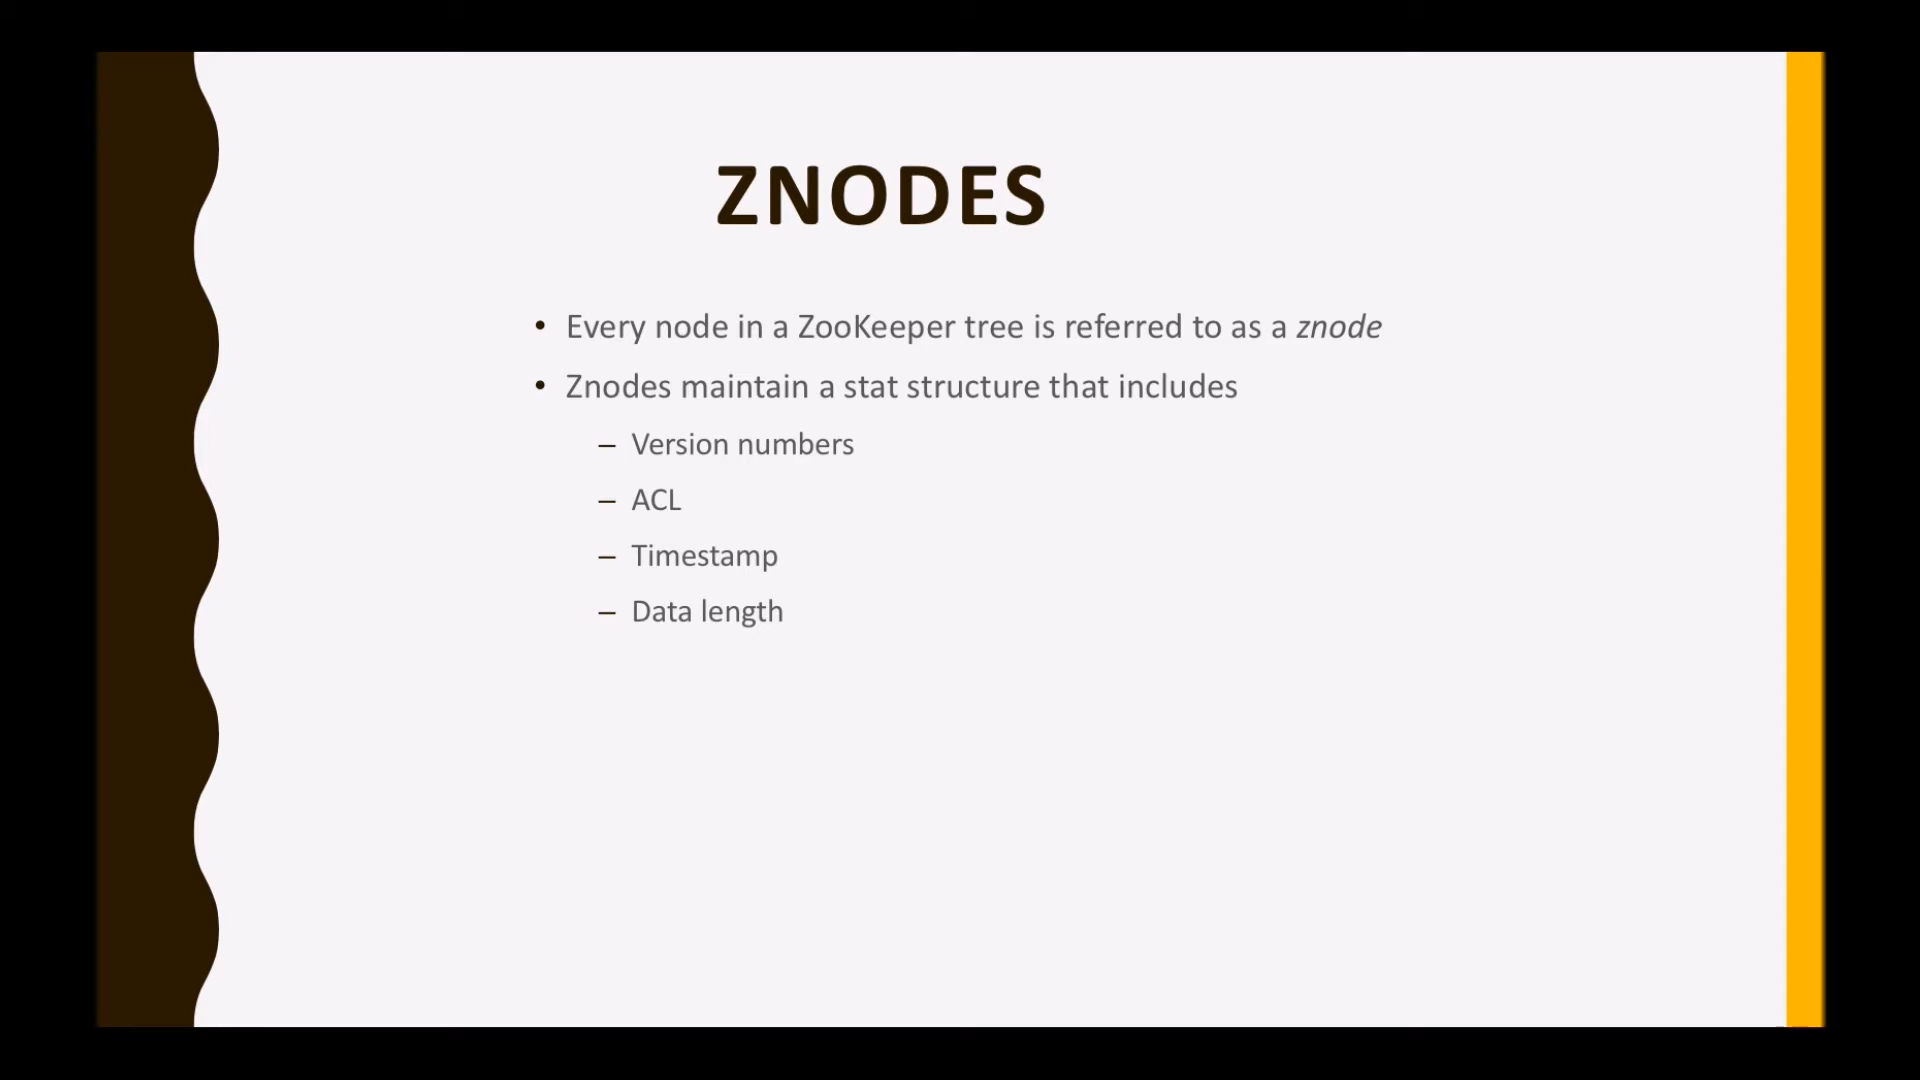 ZNODES
• Every node in a ZooKeeper tree is referred to as a znode
• Znodes maintain a stat structure that includes
– Version numbers
– ACL
– Timestamp
– Data length